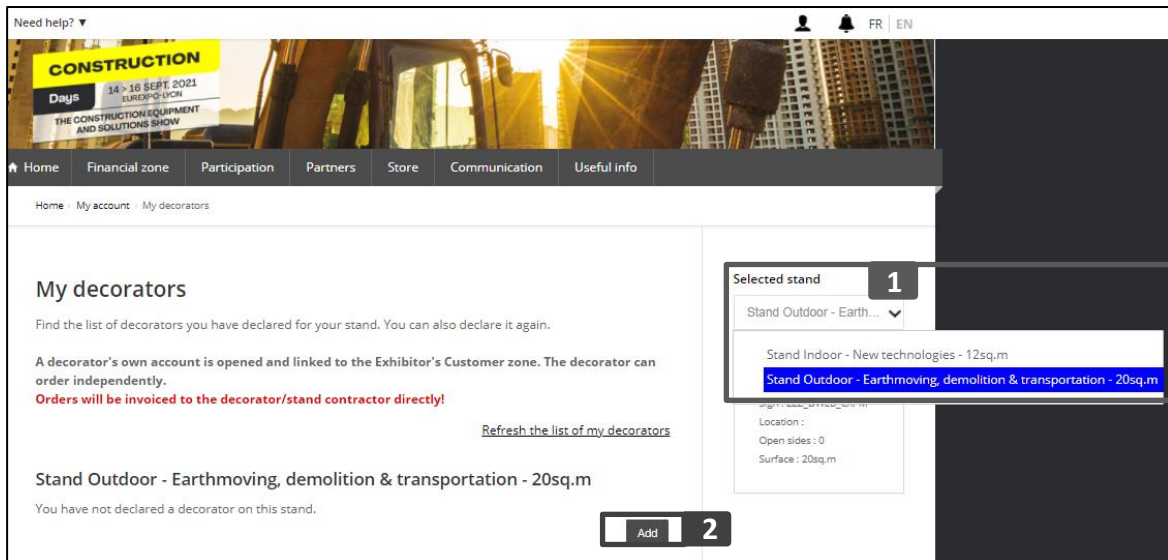 Need help? ▼
FR | EN
CONSTRUCTION
Days
14 > 16 SEPT. 2021
EUREXPO-LYON
THE CONSTRUCTION EQUIPMENT
AND SOLUTIONS SHOW
Home Financial zone Participation Partners Store Communication Useful info
Home › My account › My decorators
My decorators
Find the list of decorators you have declared for your stand. You can also declare it again.
A decorator's own account is opened and linked to the Exhibitor's Customer zone. The decorator can
order independently.
Orders will be invoiced to the decorator/stand contractor directly!
Refresh the list of my decorators
Stand Outdoor - Earthmoving, demolition & transportation - 20sq.m
You have not declared a decorator on this stand.
Add
2
Selected stand
1
Stand Outdoor - Earth...
Stand Indoor - New technologies - 12sq.m
Stand Outdoor - Earthmoving, demolition & transportation - 20sq.m
Location :
Open sides : 0
Surface : 20sq.m